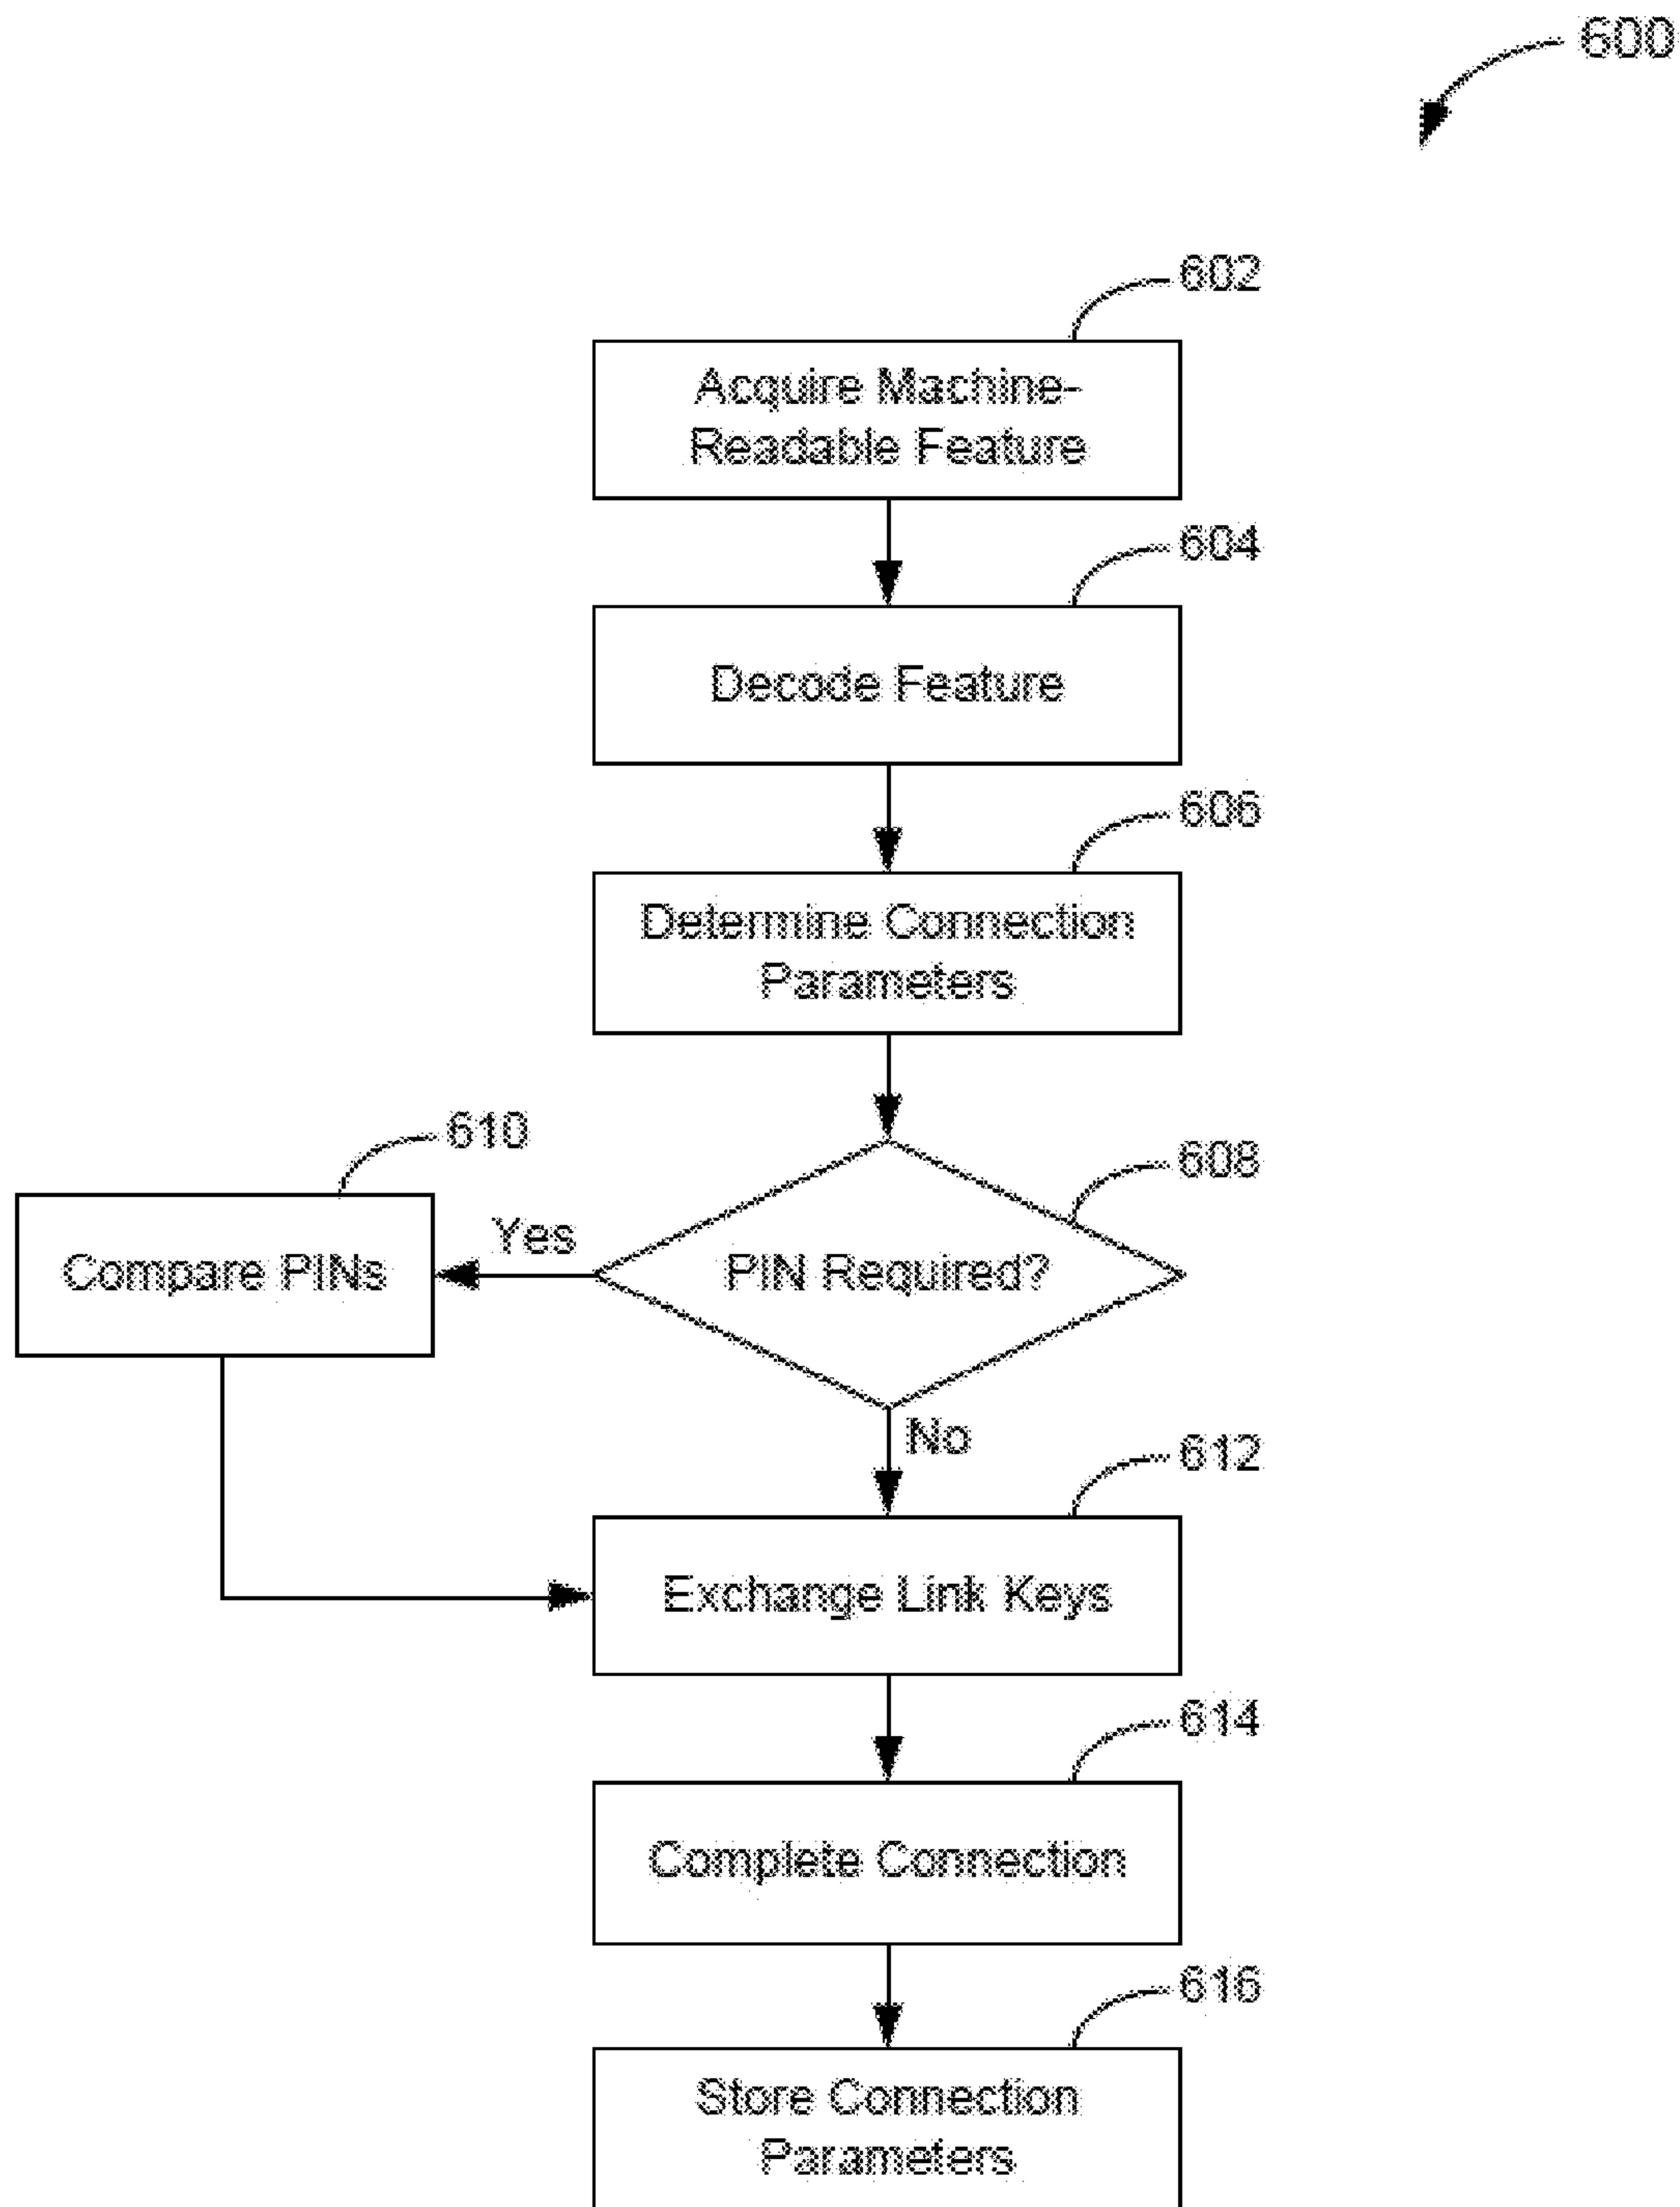 600
602
Acquire Machine-
Readable Feature
604
Decode Feature
606
Determine Connection
Parameters
610
608
Compare PINs
Yes
PIN Required?
No
612
Exchange Link Keys
614
Complete Connection
616
Store Connection
Parameters